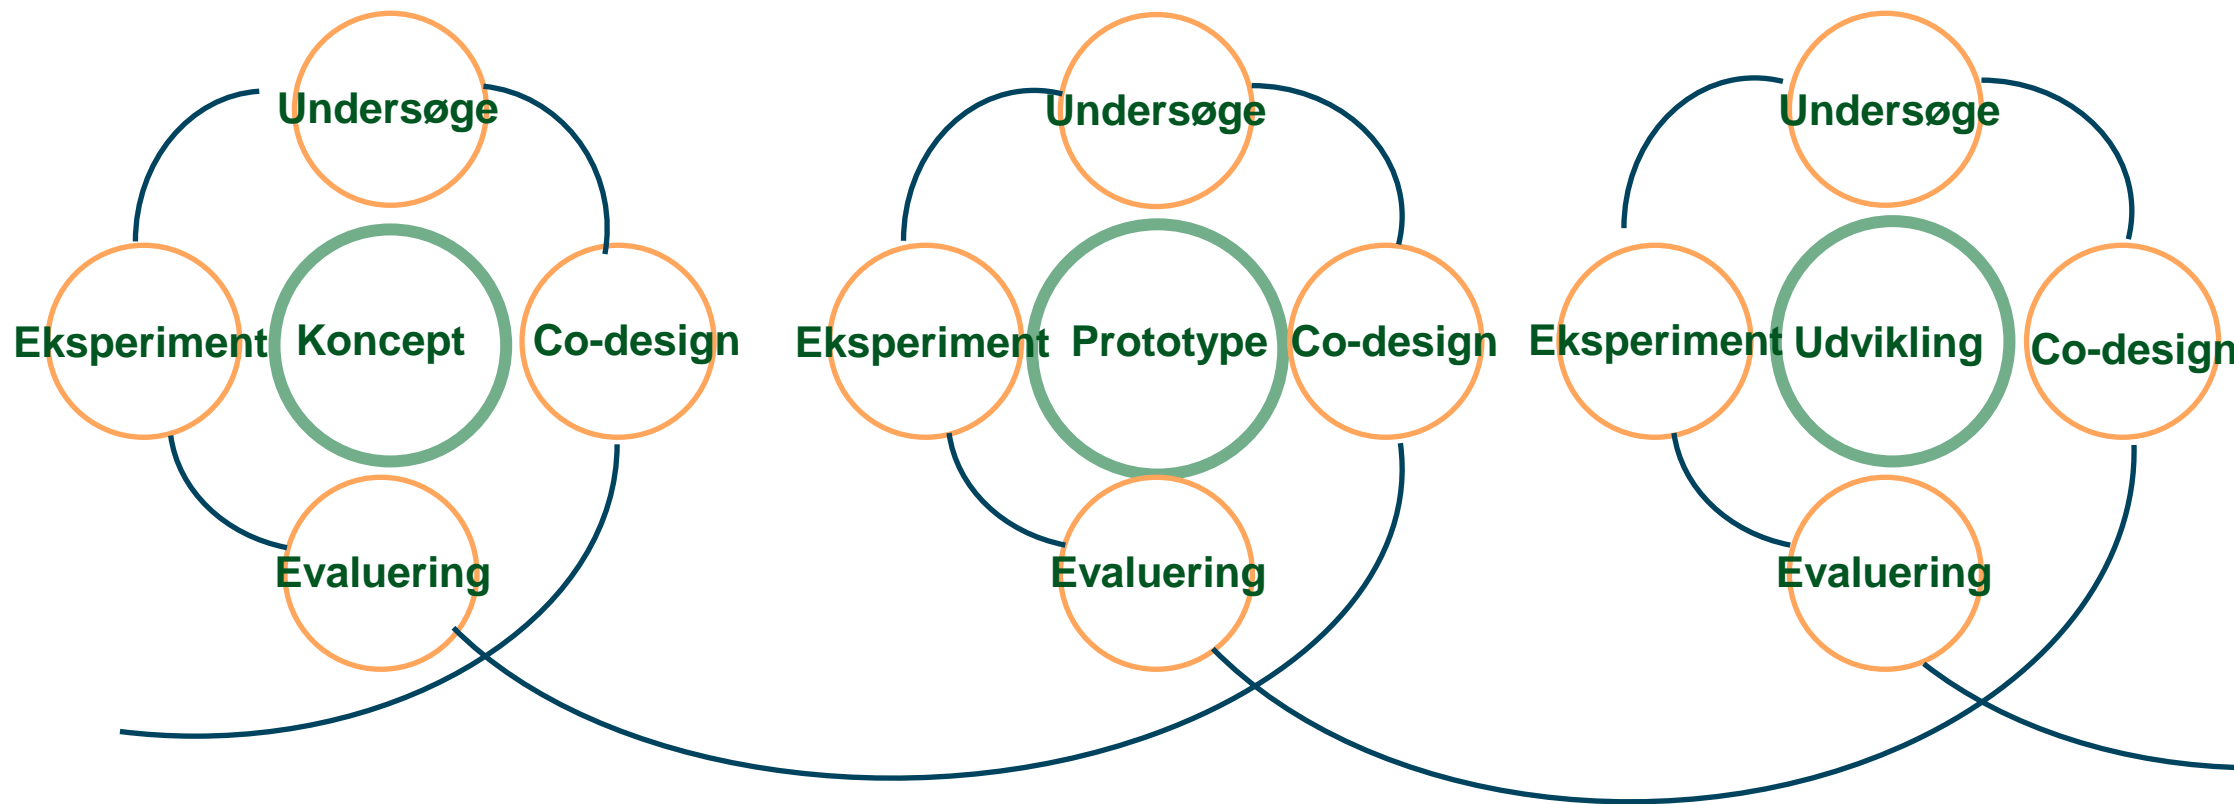 Undersøge
Eksperiment
Koncept
Co-design
Evaluering
Undersøge
Eksperiment
Prototype
Co-design
Evaluering
Undersøge
Eksperiment
Udvikling
Co-design
Evaluering